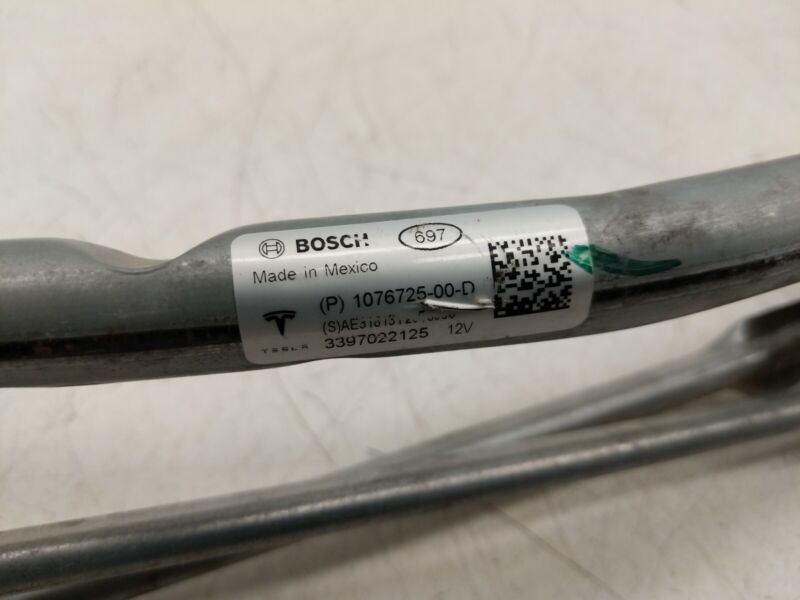 BOSCH 697
Made in Mexico
(P) 1076725-00-D
TESLA 3397022125 12V